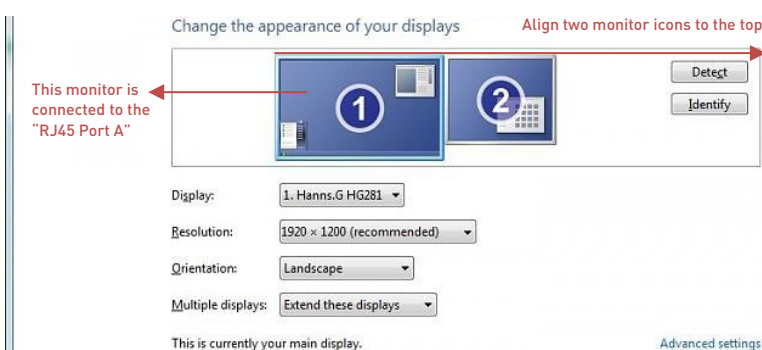 Change the appearance of your displays
Align two monitor icons to the top
This monitor is
connected to the
“RJ45 Port A”
1
2
Detect
Identify
Display:
1. Hanns.G HG281
Resolution:
1920 × 1200 (recommended)
Orientation:
Landscape
Multiple displays:
Extend these displays
This is currently your main display.
Advanced settings